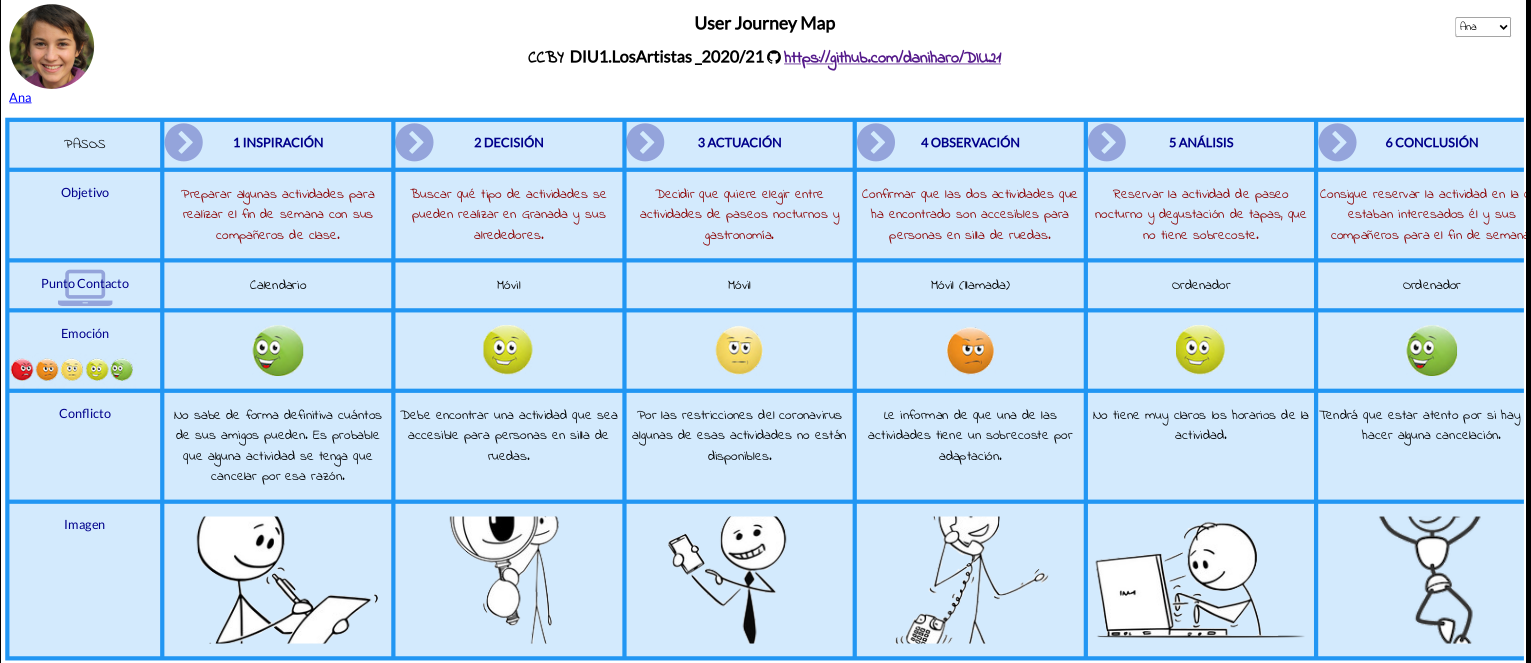 User Journey Map
Ana
CCBY DIU1.LosArtistas _2020/21 https://github.com/daniharo/DIU21
Ana
PASOS
1 INSPIRACIÓN
2 DECISIÓN
3 ACTUACIÓN
4 OBSERVACIÓN
5 ANÁLISIS
6 CONCLUSIÓN
Objetivo
Preparar algunas actividades para
realizar el fin de semana con sus
compañeros de clase.
Buscar qué tipo de actividades se
pueden realizar en Granada y sus
alrededores.
Decidir que quiere elegir entre
actividades de paseos nocturnos y
gastronomía.
Confirmar que las dos actividades que
ha encontrado son accesibles para
personas en silla de ruedas.
Reservar la actividad de paseo
nocturno y degustación de tapas, que
no tiene sobrecoste.
Consigue reservar la actividad en la
estaban interesados él y sus
compañeros para el fin de semana
Punto Contacto
Calendario
Móvil
Móvil
Móvil (llamada)
Ordenador
Ordenador
Emoción
Conflicto
No sabe de forma definitiva cuántos
de sus amigos pueden. Es probable
que alguna actividad se tenga que
cancelar por esa razón.
Debe encontrar una actividad que sea
accesible para personas en silla de
ruedas.
Por las restricciones del coronavirus
algunas de esas actividades no están
disponibles.
Le informan de que una de las
actividades tiene un sobrecoste por
adaptación.
No tiene muy claros los horarios de la
actividad.
Tendrá que estar atento por si hay
hacer alguna cancelación.
Imagen